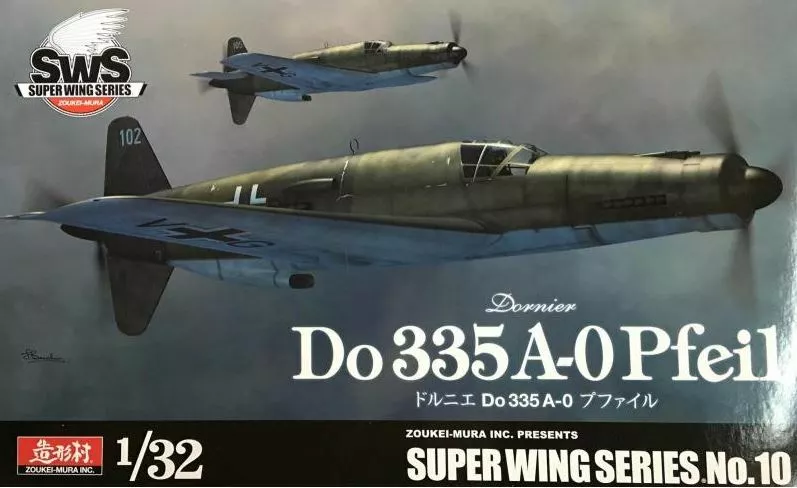 SWS
SUPER WING SERIES
ZOUKEI-MURA
102
Dornier
Do 335 A-0 Pfeil
ドルニエ Do 335 A-0 プファイル
造形村
ZOUKEI-MURA INC.
1/32
ZOUKEI-MURA INC. PRESENTS
SUPER WING SERIES No.10